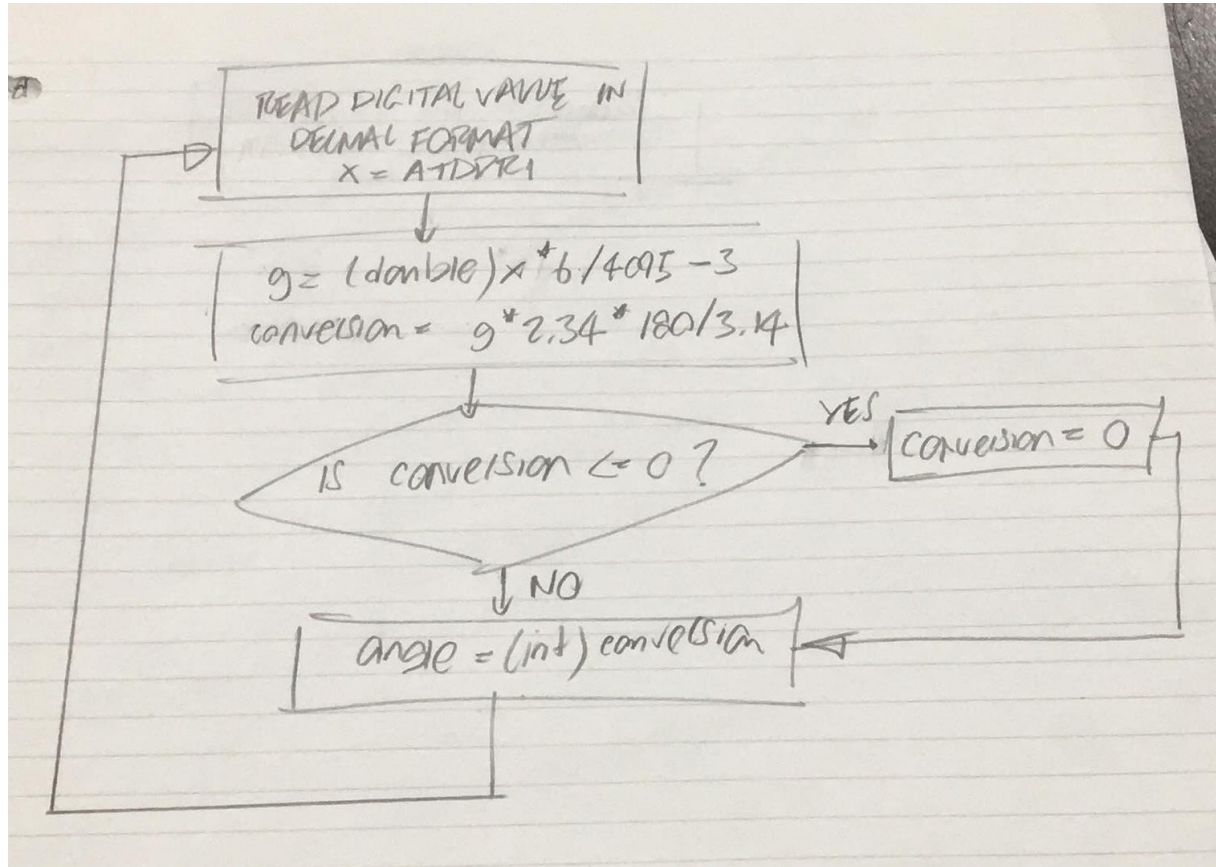 READ DIGITAL VALUE IN
DECIMAL FORMAT
X = ATDDR1
g = (double)x*6/4095 -3
conversion = g*2.34* 180/3.14
IS conversion <= 0 ?
YES
conversion = 0
NO
angle = (int) conversion